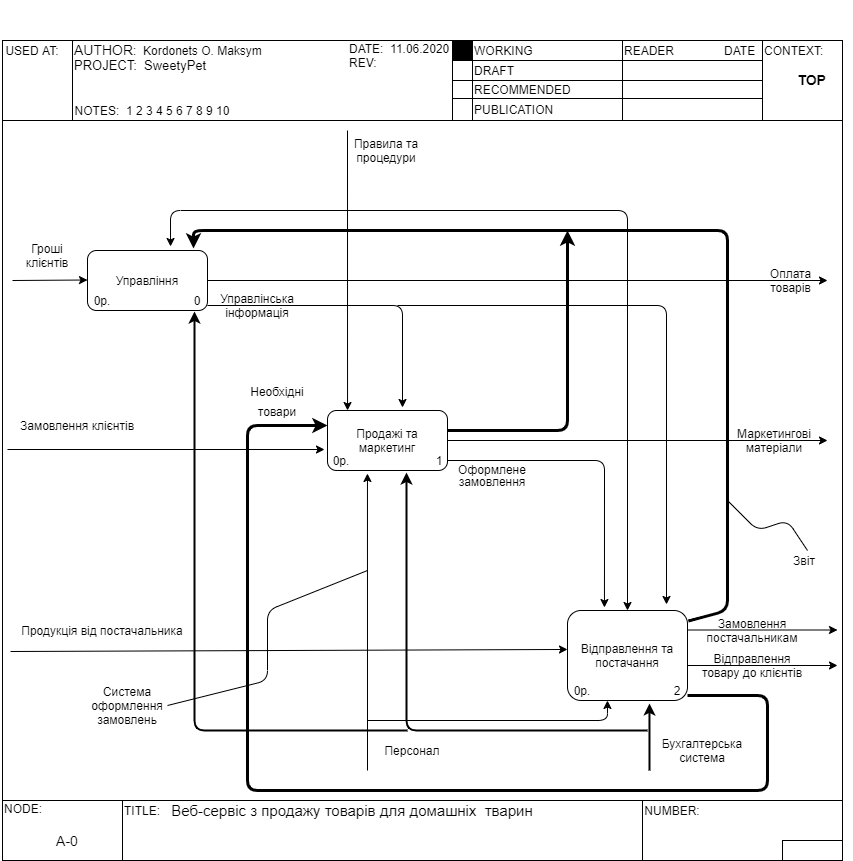 USED AT:
AUTHOR: Kordonets O. Maksym
PROJECT: SweetyPet
DATE: 11.06.2020
REV:
NOTES: 1 2 3 4 5 6 7 8 9 10
WORKING
DRAFT
RECOMMENDED
PUBLICATION
READER DATE
CONTEXT:
TOP
Правила та
процедури
Гроші
клієнтів
Управління
0р. 0
Оплата
товарів
Управлінська
інформація
Необхідні
товари
Замовлення клієнтів
Продажі та
маркетинг
0р. 1
Маркетингові
матеріали
Оформлене
замовлення
Звіт
Продукція від постачальника
Відправлення та
постачання
0р. 2
Замовлення
постачальникам
Відправлення
товару до клієнтів
Система
оформлення
замовлень
Персонал
Бухгалтерська
система
NODE:
A-0
TITLE: Веб-сервіс з продажу товарів для домашніх тварин
NUMBER: